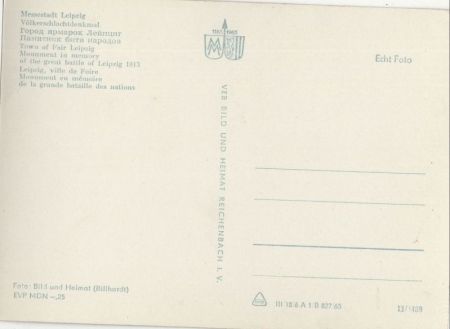 Messestadt Leipzig
Völkerschlachtdenkmal
Город ярмарок Лейпциг
Памятник битв народов
Town of Fair Leipzig
Monument in memory
of the great battle of Leipzig 1813
Leipzig, ville de Foire
Monument en mémoire
de la grande bataille des nations
1165 1965
Echt Foto
VEB BILD UND HEIMAT REICHENBACH I. V.
Foto: Bild und Heimat (Billhardt)
EVP MDN –,25
III 18 6 A 1 B 827 65